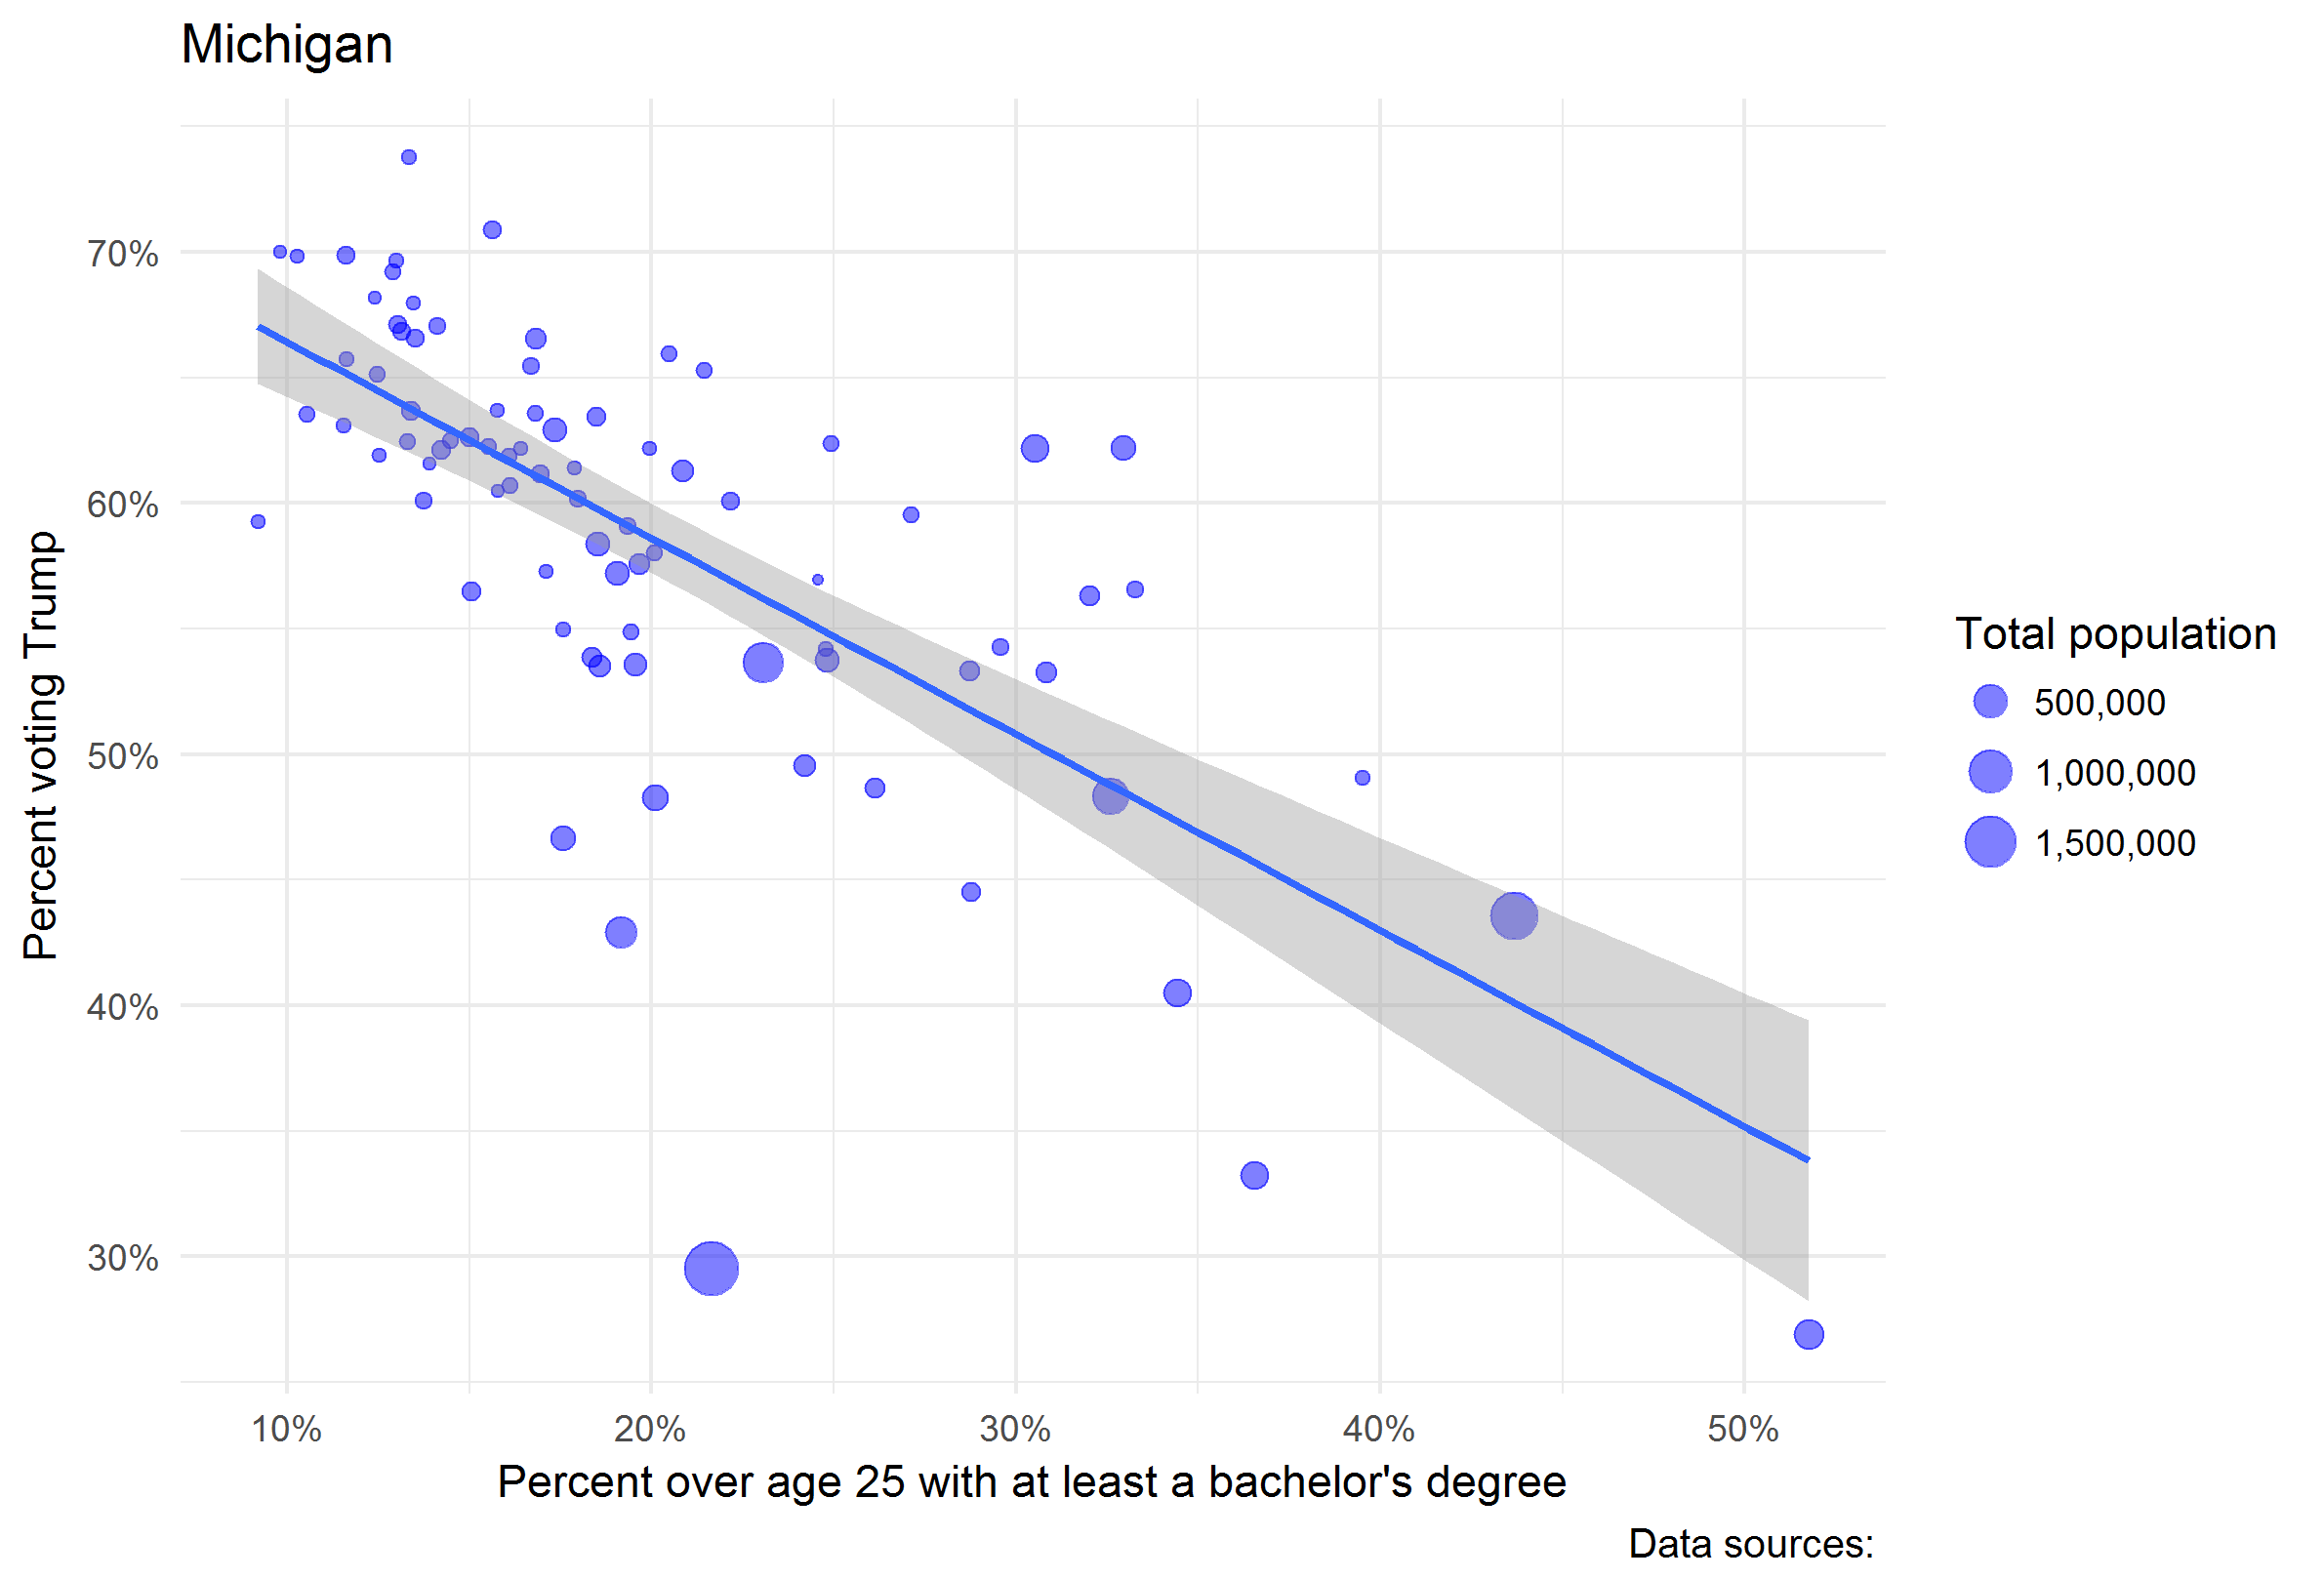 Michigan
70%
60%
50%
40%
30%
Percent voting Trump
10% 20% 30% 40% 50%
Percent over age 25 with at least a bachelor's degree
Total population
500,000
1,000,000
1,500,000
Data sources: